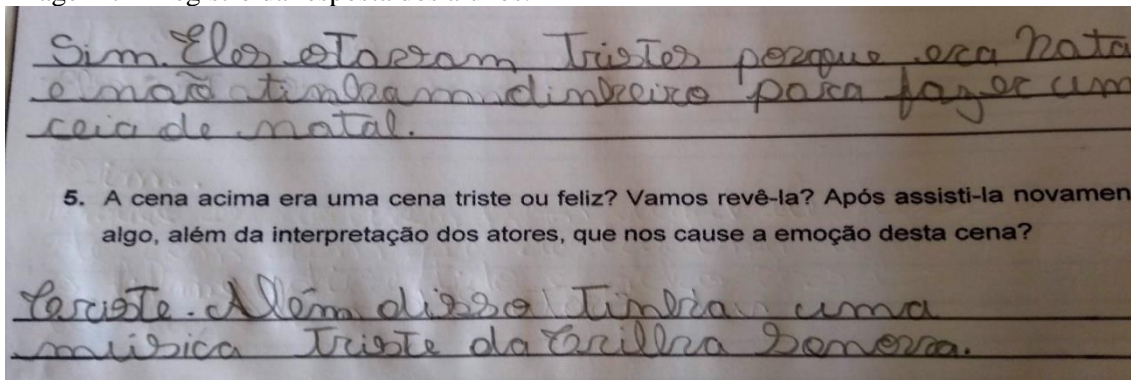 Sim. Eles estavam Tristes porque era nata
e não tinham dinheiro para fazer um
ceia de natal.
5. A cena acima era uma cena triste ou feliz? Vamos revê-la? Após assisti-la novamen
algo, além da interpretação dos atores, que nos cause a emoção desta cena?
Triste. Além disso Tinha uma
música Triste da Trilha Sonora.